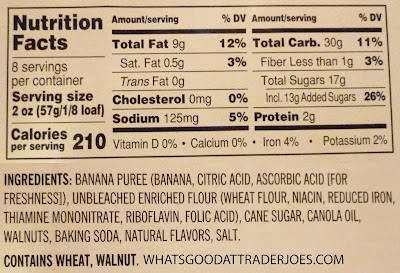 Nutrition Facts
8 servings
per container
Serving size
2 oz (57g/1/8 loaf)
Calories
per serving 210
Amount/serving % DV
Total Fat 9g 12%
Sat. Fat 0.5g 3%
Trans Fat 0g
Cholesterol 0mg 0%
Sodium 125mg 5%
Amount/serving % DV
Total Carb. 30g 11%
Fiber Less than 1g 3%
Total Sugars 17g
Incl. 13g Added Sugars 26%
Protein 2g
Vitamin D 0% • Calcium 0% • Iron 4% • Potassium 2%
INGREDIENTS: BANANA PUREE (BANANA, CITRIC ACID, ASCORBIC ACID [FOR
FRESHNESS]), UNBLEACHED ENRICHED FLOUR (WHEAT FLOUR, NIACIN, REDUCED IRON,
THIAMINE MONONITRATE, RIBOFLAVIN, FOLIC ACID), CANE SUGAR, CANOLA OIL,
WALNUTS, BAKING SODA, NATURAL FLAVORS, SALT.
CONTAINS WHEAT, WALNUT. WHATSGOODATTRADERJOES.COM